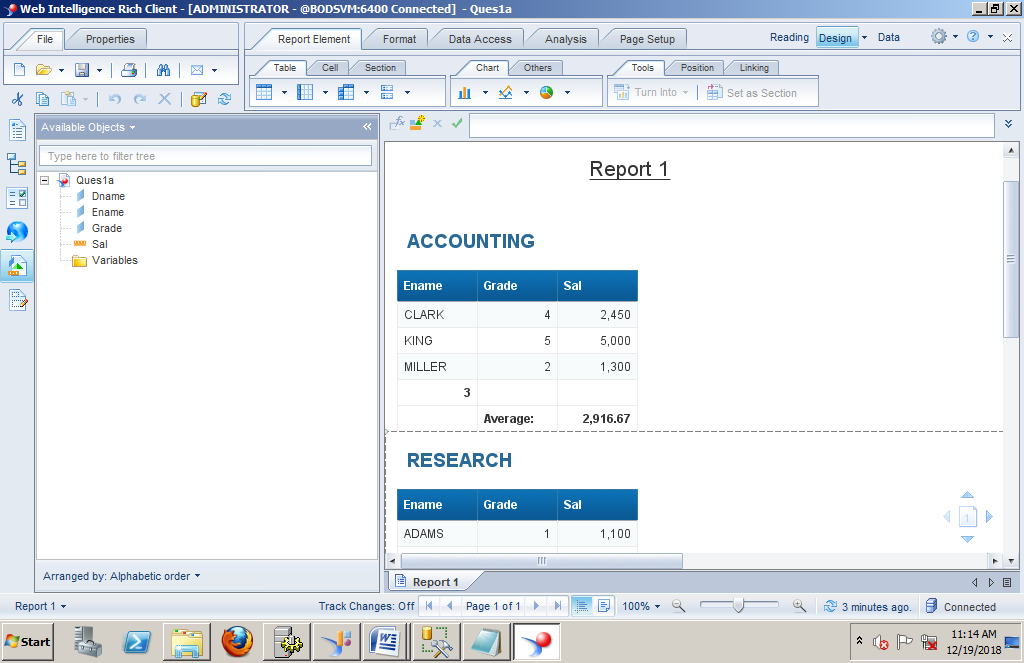 Web Intelligence Rich Client - [ADMINISTRATOR - @BODSVM:6400 Connected] - Ques1a
File Properties
Report Element Format Data Access Analysis Page Setup
Reading Design Data
Table Cell Section
Chart Others
Tools Position Linking
Turn Into Set as Section
Available Objects
Type here to filter tree
Ques1a
Dname
Ename
Grade
Sal
Variables
Arranged by: Alphabetic order
Report 1
ACCOUNTING
Ename Grade Sal
CLARK 4 2,450
KING 5 5,000
MILLER 2 1,300
3
Average: 2,916.67
RESEARCH
Ename Grade Sal
ADAMS 1 1,100
1
Report 1
Report 1 Track Changes: Off Page 1 of 1 100% 3 minutes ago. Connected
Start
11:14 AM
12/19/2018